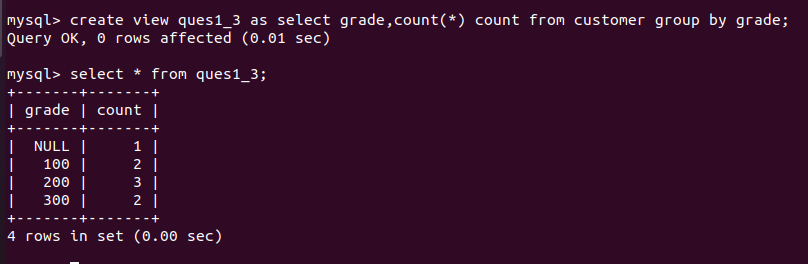 mysql> create view ques1_3 as select grade,count(*) count from customer group by grade;
Query OK, 0 rows affected (0.01 sec)
mysql> select * from ques1_3;
+-------+-------+
| grade | count |
+-------+-------+
|  NULL |     1 |
|   100 |     2 |
|   200 |     3 |
|   300 |     2 |
+-------+-------+
4 rows in set (0.00 sec)